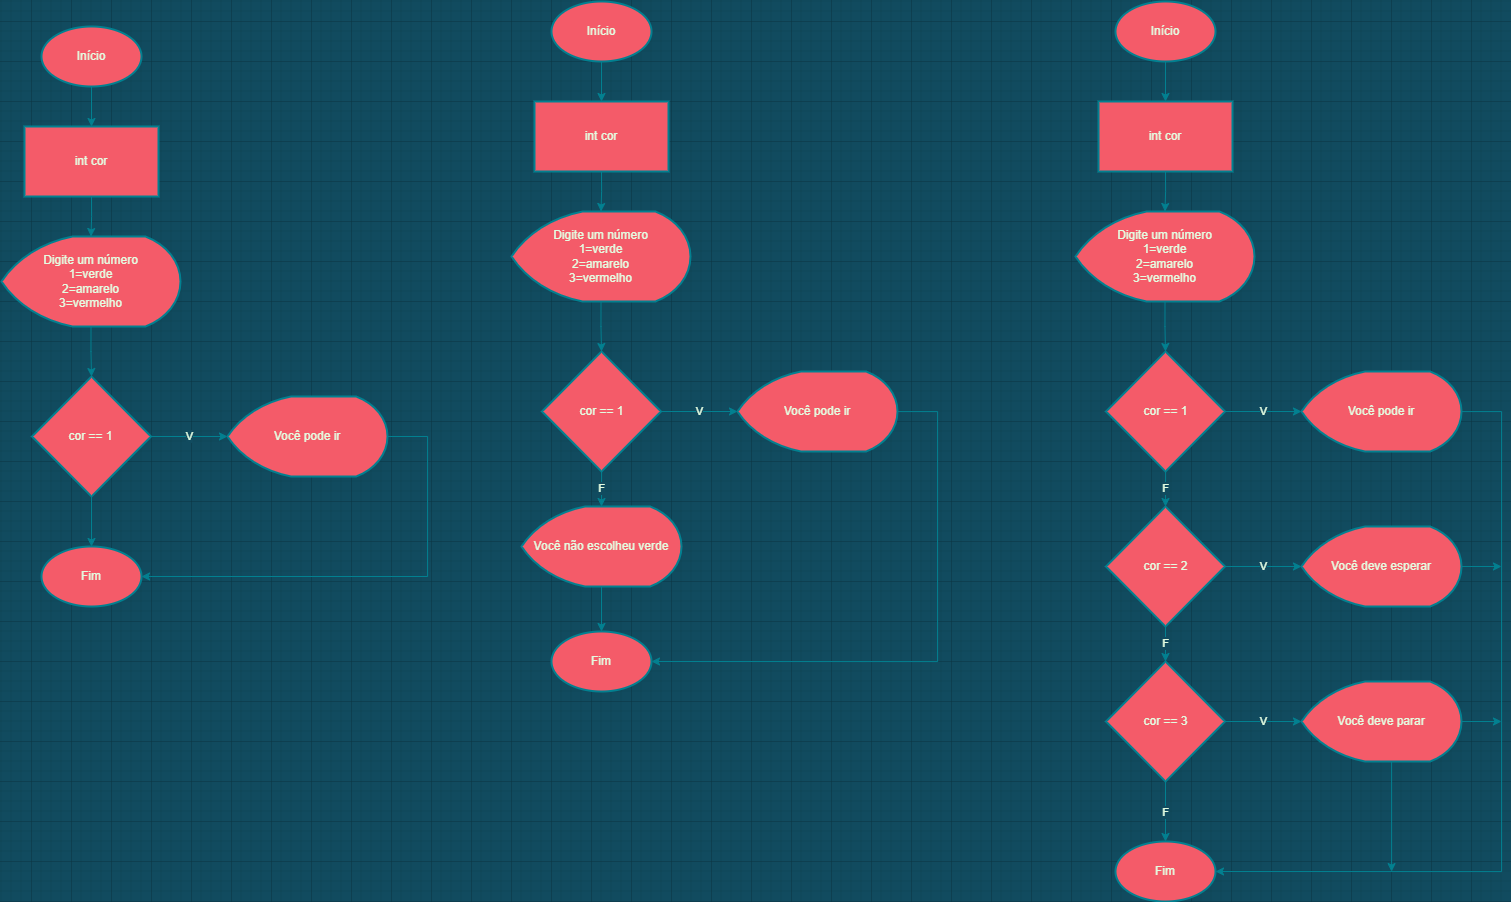 Início
int cor
Digite um número
1=verde
2=amarelo
3=vermelho
cor == 1
V
Você pode ir
Fim
Início
int cor
Digite um número
1=verde
2=amarelo
3=vermelho
cor == 1
V
Você pode ir
F
Você não escolheu verde
Fim
Início
int cor
Digite um número
1=verde
2=amarelo
3=vermelho
cor == 1
V
Você pode ir
F
cor == 2
V
Você deve esperar
F
cor == 3
V
Você deve parar
F
Fim